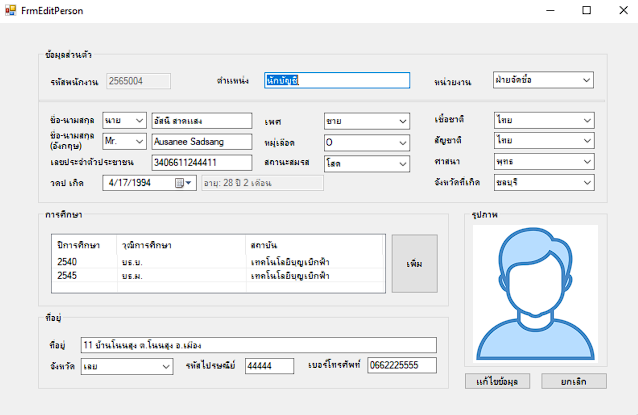 FrmEditPerson
ข้อมูลส่วนตัว
รหัสพนักงาน 2565004 ตำแหน่ง นักบัญชี หน่วยงาน ฝ่ายจัดซื้อ
ชื่อ-นามสกุล นาย อัสนี สาดแสง เพศ ชาย เชื้อชาติ ไทย
ชื่อ-นามสกุล (อังกฤษ) Mr. Ausanee Sadsang หมู่เลือด O สัญชาติ ไทย
เลขประจำตัวประชาชน 3406611244411 สถานะสมรส โสด ศาสนา พุทธ
วดป เกิด 4/17/1994 อายุ: 28 ปี 2 เดือน จังหวัดที่เกิด ชลบุรี
การศึกษา
ปีการศึกษา วุฒิการศึกษา สถาบัน
2540 บธ.บ. เทคโนโลยีบุญเบิกฟ้า
2545 บธ.ม. เทคโนโลยีบุญเบิกฟ้า
เพิ่ม
รูปภาพ
ที่อยู่
ที่อยู่ 11 บ้านโนนสูง ต.โนนสูง อ.เมือง
จังหวัด เลย รหัสไปรษณีย์ 44444 เบอร์โทรศัพท์ 0662225555
แก้ไขข้อมูล ยกเลิก